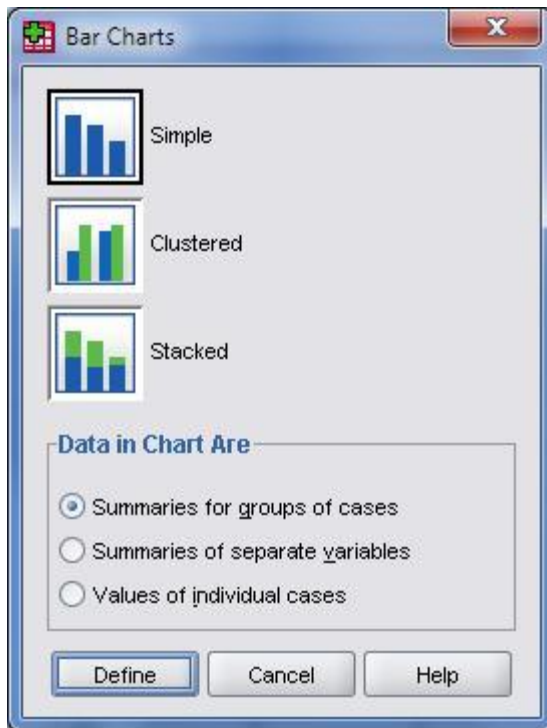 Bar Charts
Simple
Clustered
Stacked
Data in Chart Are
Summaries for groups of cases
Summaries of separate variables
Values of individual cases
Define Cancel Help